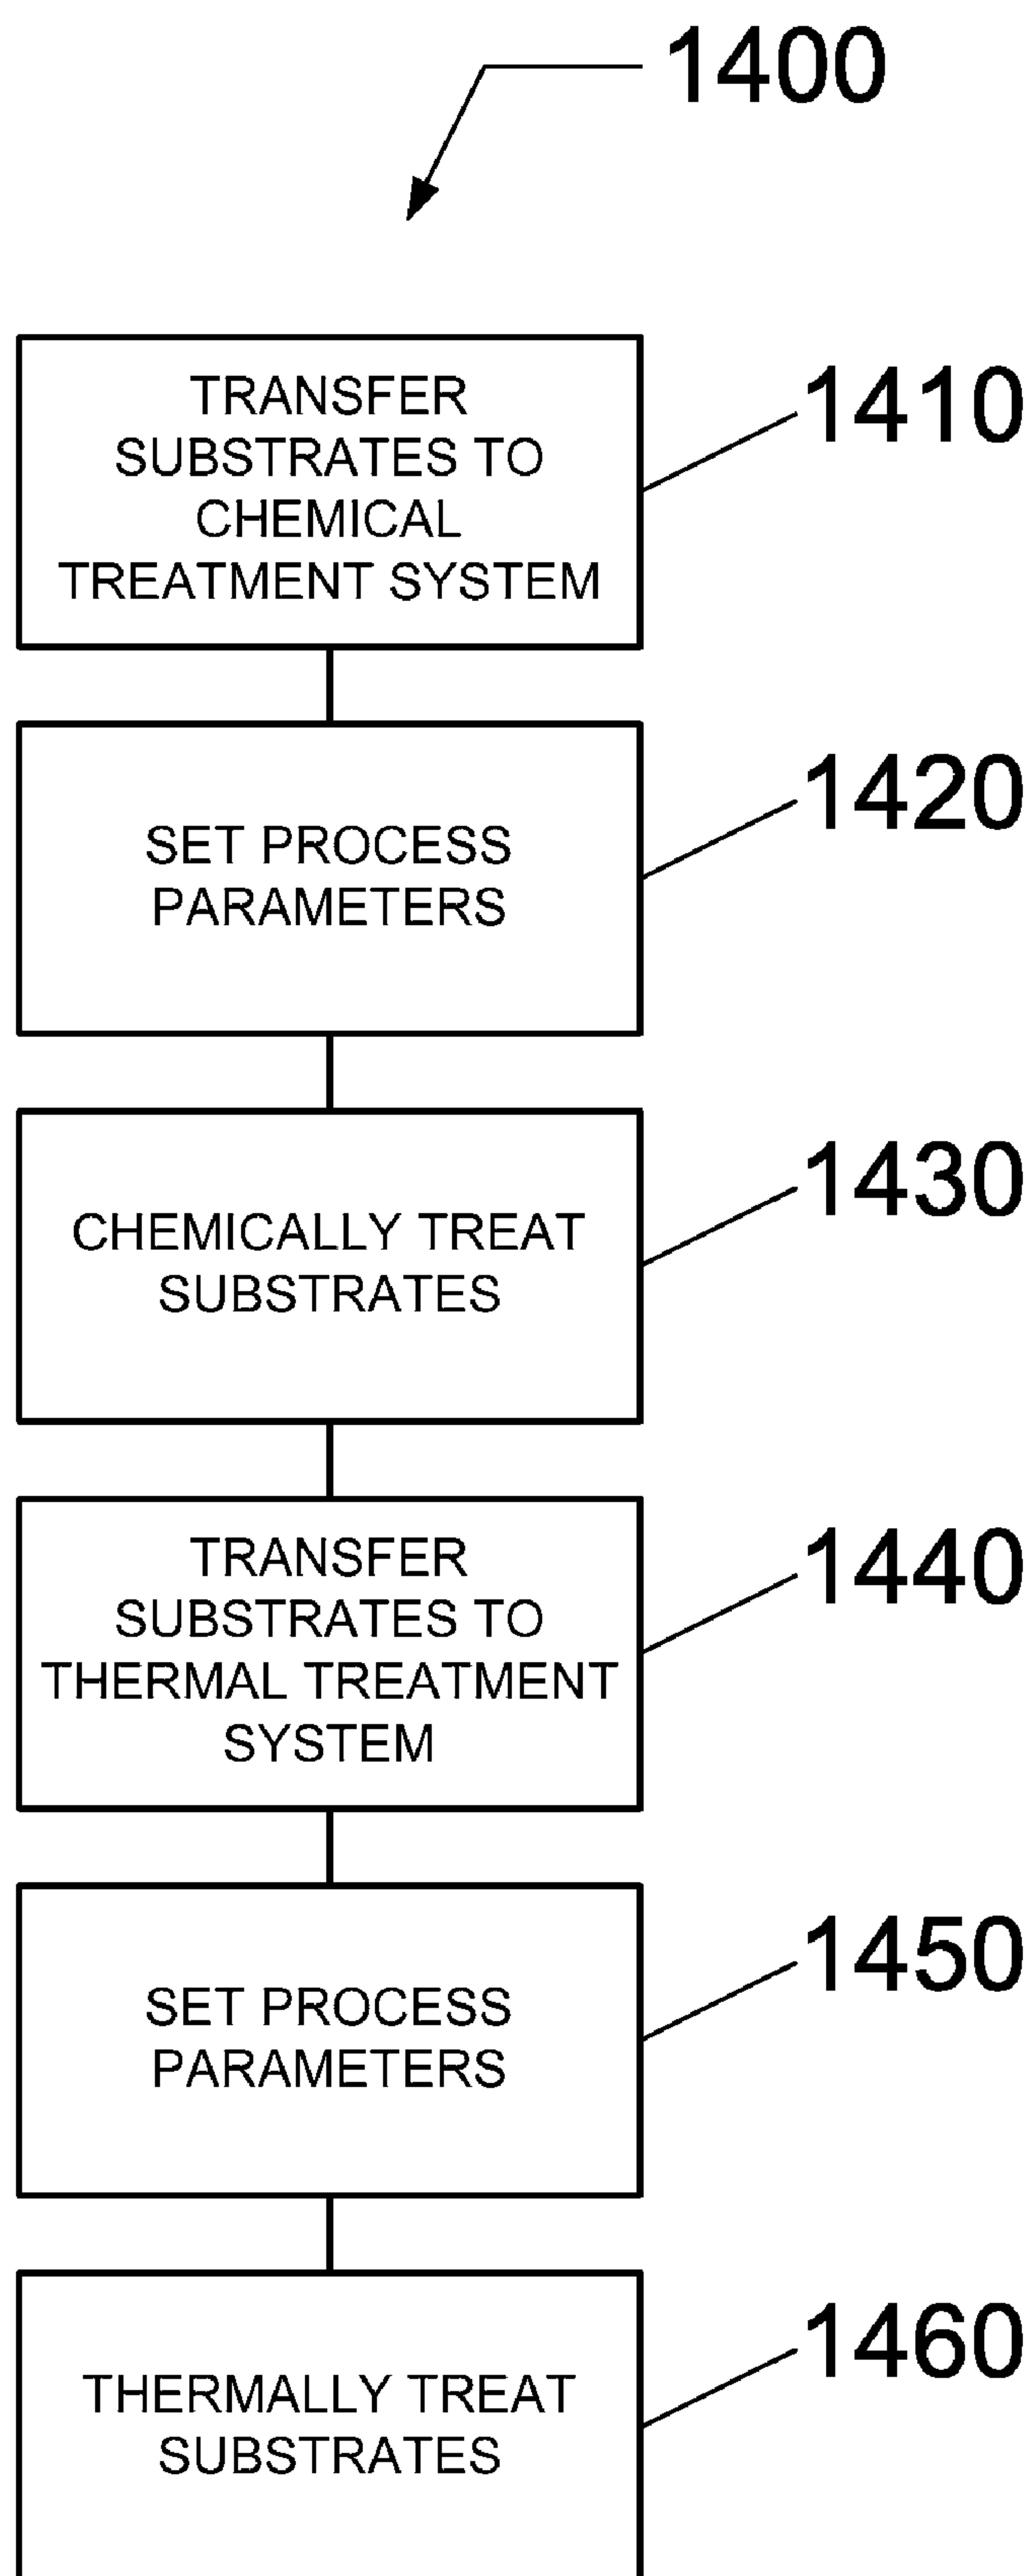 1400
TRANSFER
SUBSTRATES TO
CHEMICAL
TREATMENT SYSTEM
1410
SET PROCESS
PARAMETERS
1420
CHEMICALLY TREAT
SUBSTRATES
1430
TRANSFER
SUBSTRATES TO
THERMAL TREATMENT
SYSTEM
1440
SET PROCESS
PARAMETERS
1450
THERMALLY TREAT
SUBSTRATES
1460